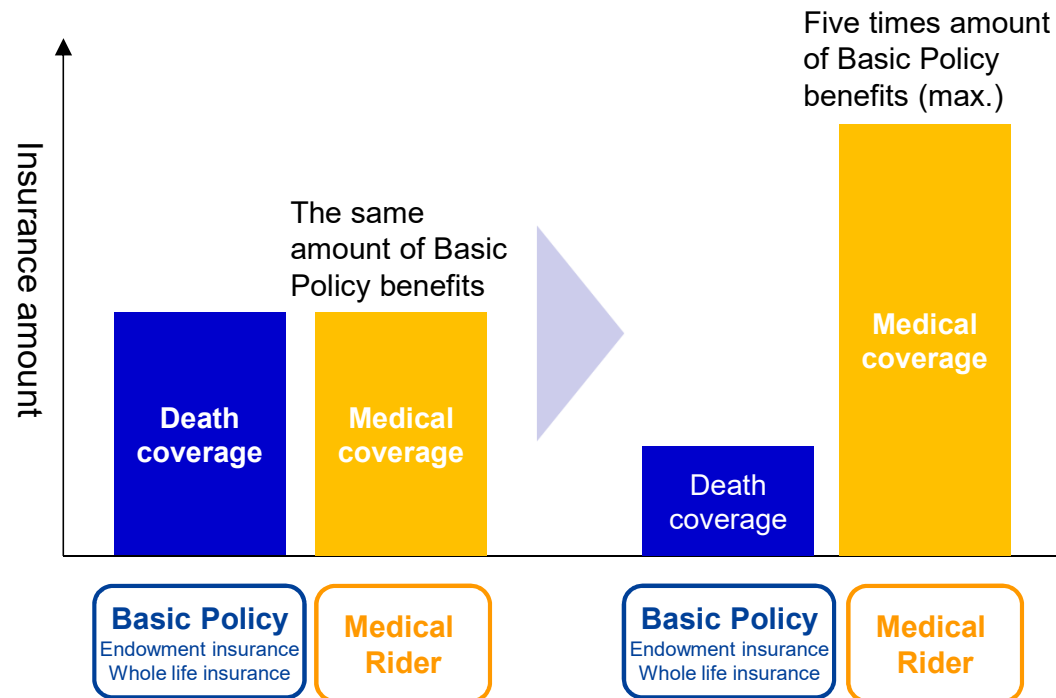 Five times amount
of Basic Policy
benefits (max.)
Insurance amount
The same
amount of Basic
Policy benefits
Death
coverage
Medical
coverage
Death
coverage
Medical
coverage
Basic Policy
Endowment insurance
Whole life insurance
Medical
Rider
Basic Policy
Endowment insurance
Whole life insurance
Medical
Rider